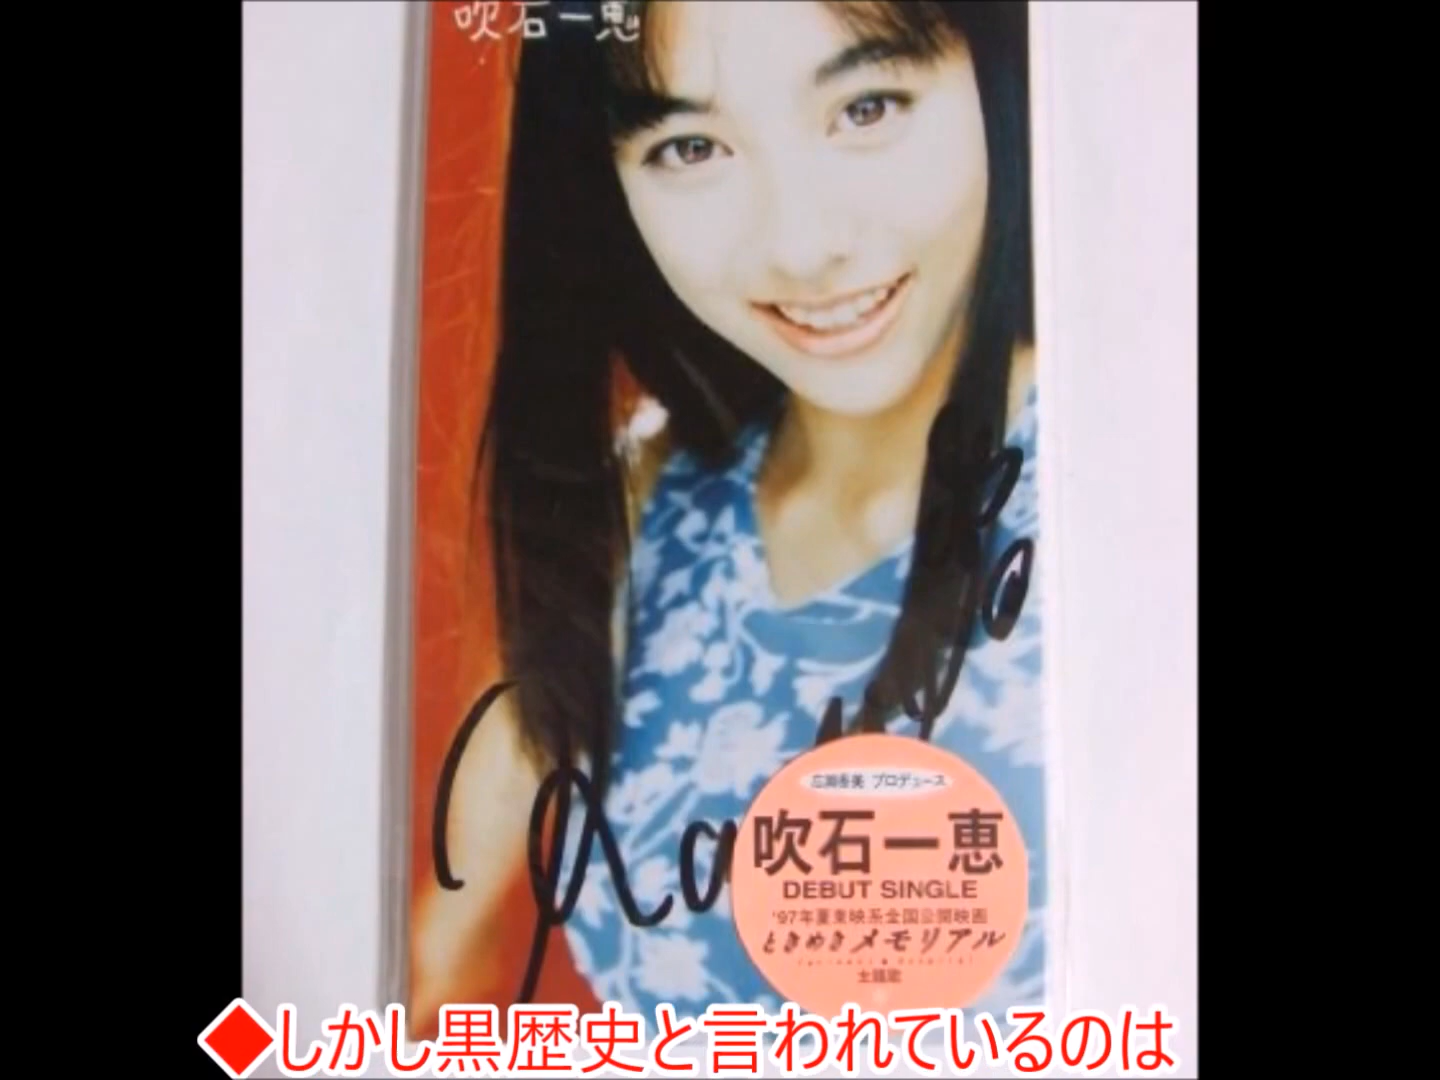 吹石一恵
広瀬香美 プロデュース
吹石一恵
DEBUT SINGLE
'97年夏東映系全国公開映画
ときめきメモリアル
主題歌
◆しかし黒歴史と言われているのは